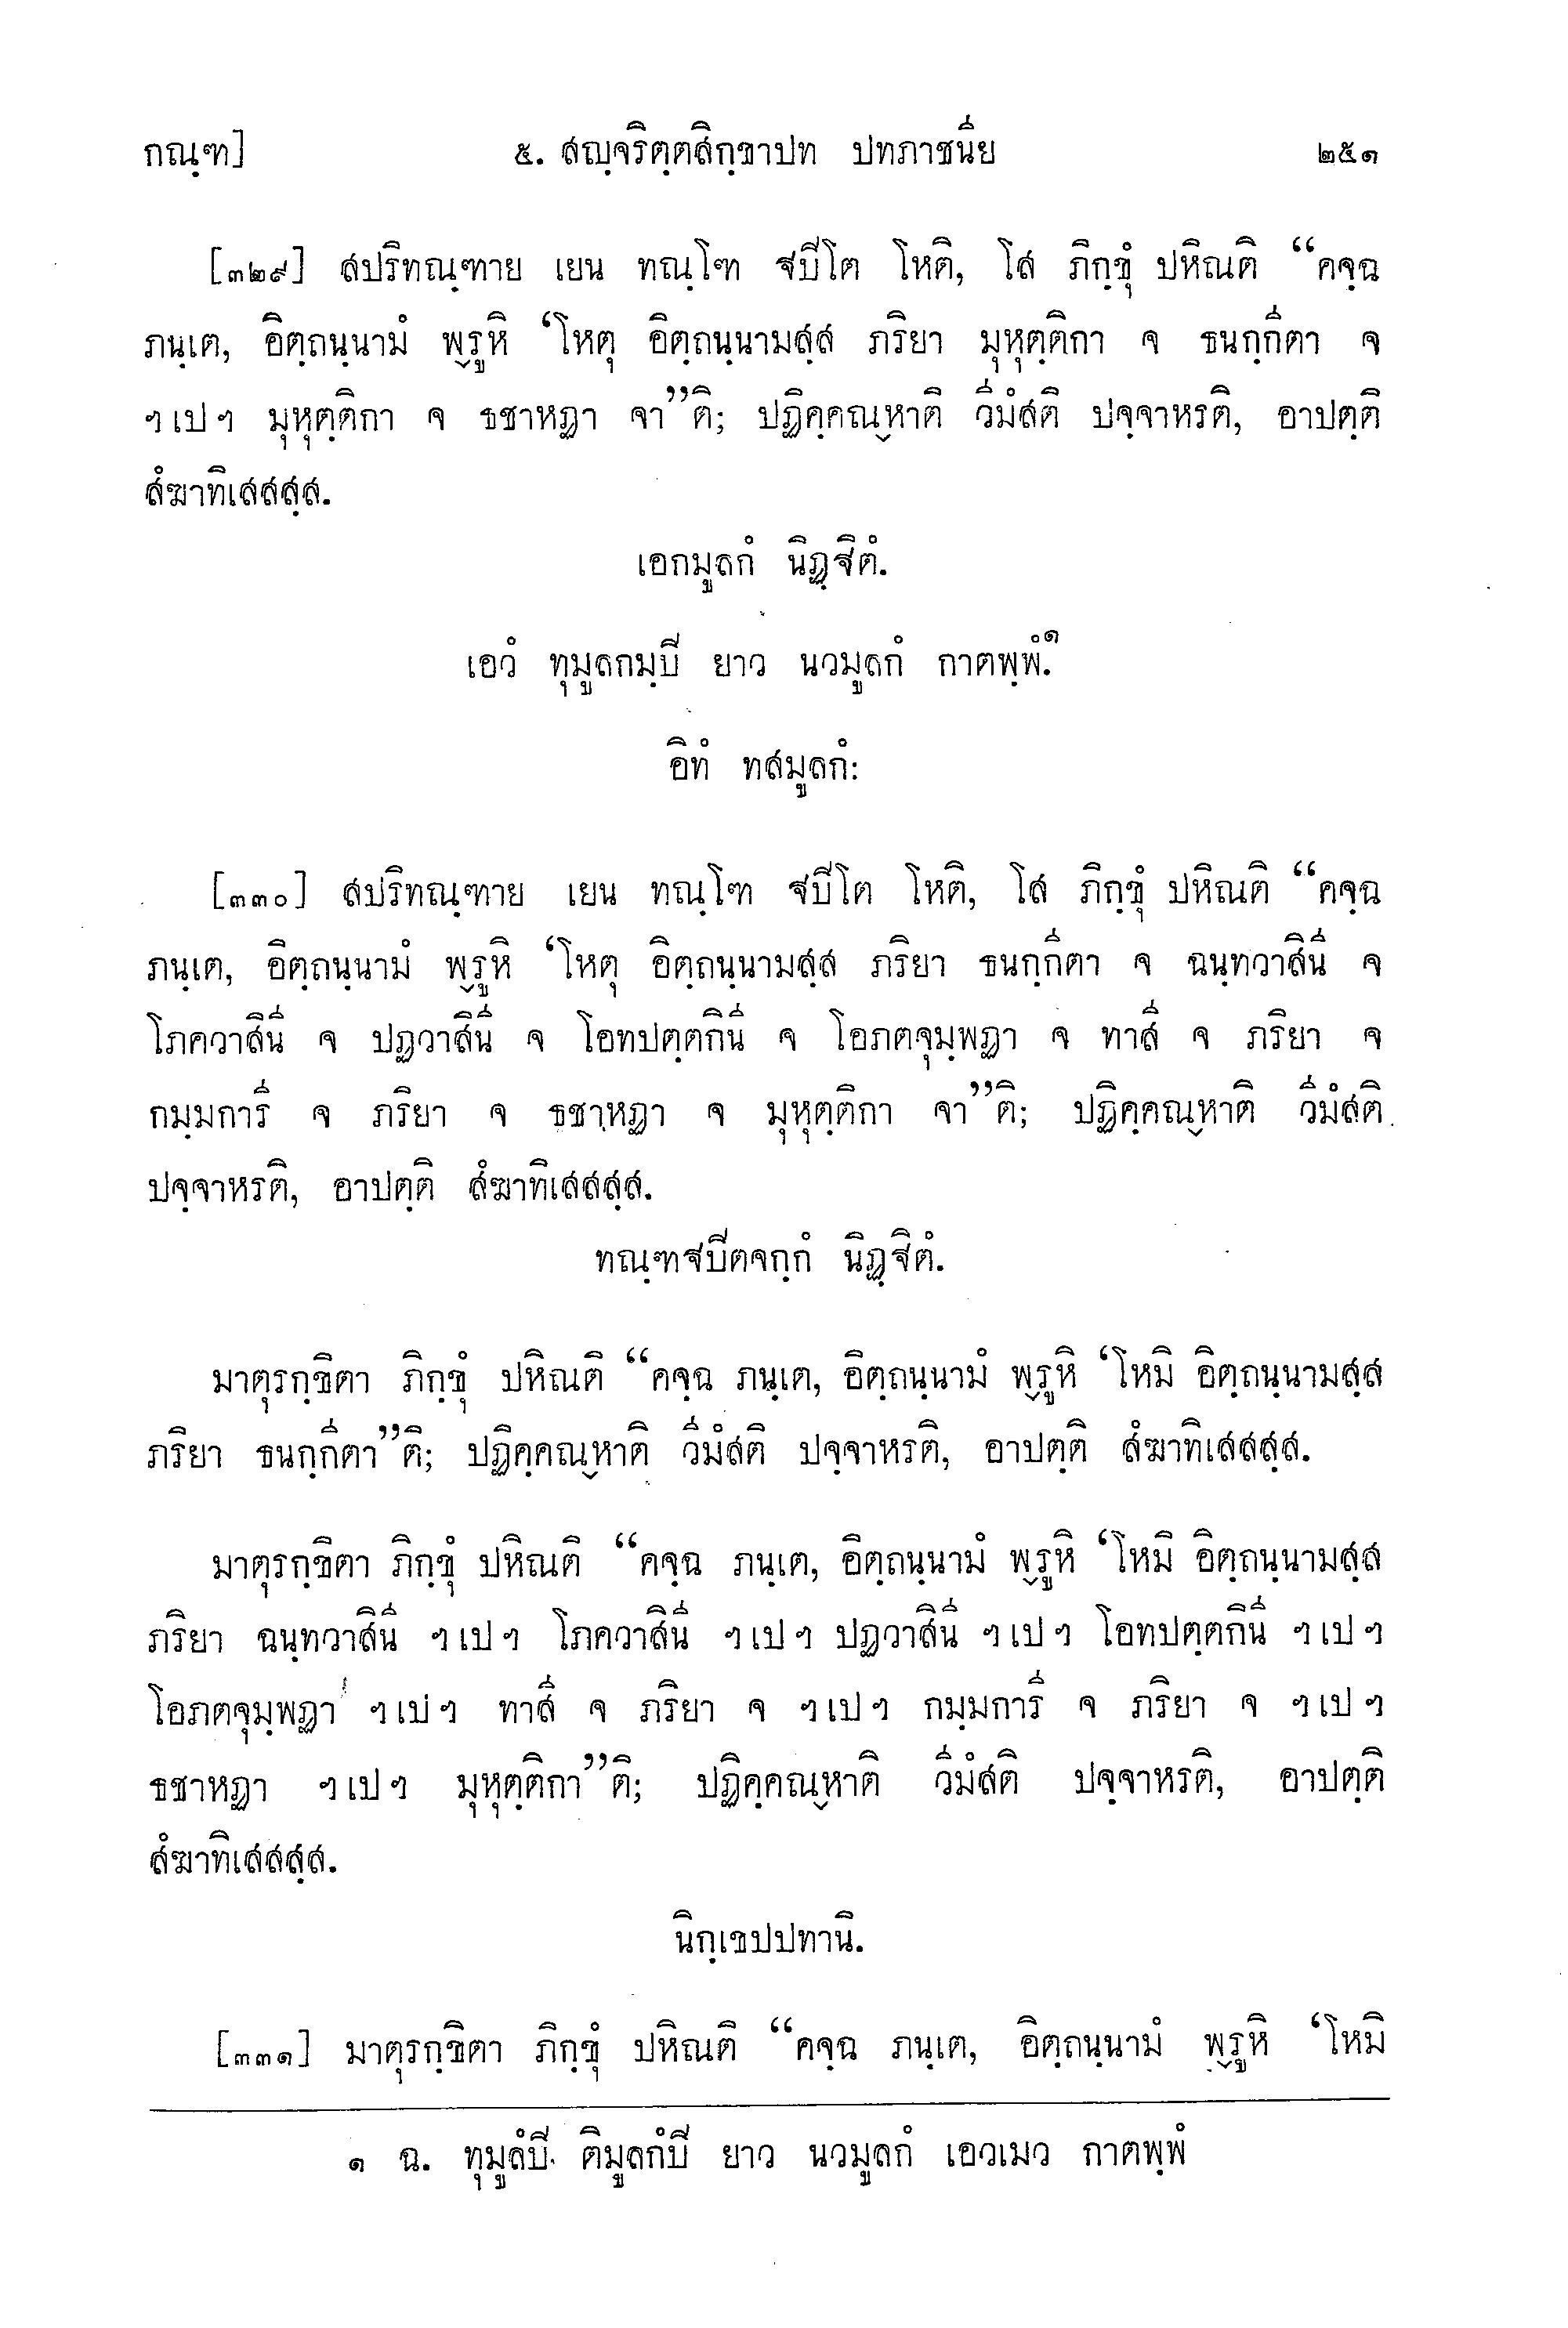 กณฺฑ] ๕. สญฺจริตฺตสิกฺขาปท ปทภาชนีย ๒๕๑
[๓๒๙] สปริทณฺฑาย เยน ทณฺโฑ ฐปิโต โหติ, โส ภิกฺขุํ ปหิณติ “คจฺฉ
ภนฺเต, อิตฺถนฺนามํ พฺรูหิ ‘โหตุ อิตฺถนฺนามสฺส ภริยา มุหุตฺติกา จ ธนกฺกีตา จ
ฯเปฯ มุหุตฺติกา จ ธชาหฏา จา”ติ; ปฏิคฺคณฺหาติ วีมํสติ ปจฺจาหรติ, อาปตฺติ
สํฆาทิเสสสฺส.
เอกมูลกํ นิฏฺฐิตํ.
เอวํ ทุมูลกมฺปิ ยาว นวมูลกํ กาตพฺพํ.๑
อิทํ ทสมูลกํ:
[๓๓๐] สปริทณฺฑาย เยน ทณฺโฑ ฐปิโต โหติ, โส ภิกฺขุํ ปหิณติ “คจฺฉ
ภนฺเต, อิตฺถนฺนามํ พฺรูหิ ‘โหตุ อิตฺถนฺนามสฺส ภริยา ธนกฺกีตา จ ฉนฺทวาสินี จ
โภควาสินี จ ปฏวาสินี จ โอทปตฺตกินี จ โอภตจุมฺพฏา จ ทาสี จ ภริยา จ
กมฺมการี จ ภริยา จ ธชาหฏา จ มุหุตฺติกา จา”ติ; ปฏิคฺคณฺหาติ วีมํสติ
ปจฺจาหรติ, อาปตฺติ สํฆาทิเสสสฺส.
ทณฺฑฐปิตจกฺกํ นิฏฺฐิตํ.
มาตุรกฺขิตา ภิกฺขุํ ปหิณติ “คจฺฉ ภนฺเต, อิตฺถนฺนามํ พฺรูหิ ‘โหมิ อิตฺถนฺนามสฺส
ภริยา ธนกฺกีตา”ติ; ปฏิคฺคณฺหาติ วีมํสติ ปจฺจาหรติ, อาปตฺติ สํฆาทิเสสสฺส.
มาตุรกฺขิตา ภิกฺขุํ ปหิณติ “คจฺฉ ภนฺเต, อิตฺถนฺนามํ พฺรูหิ ‘โหมิ อิตฺถนฺนามสฺส
ภริยา ฉนฺทวาสินี ฯเปฯ โภควาสินี ฯเปฯ ปฏวาสินี ฯเปฯ โอทปตฺตกินี ฯเปฯ
โอภตจุมฺพฏา ฯเปฯ ทาสี จ ภริยา จ ฯเปฯ กมฺมการี จ ภริยา จ ฯเปฯ
ธชาหฏา ฯเปฯ มุหุตฺติกา”ติ; ปฏิคฺคณฺหาติ วีมํสติ ปจฺจาหรติ, อาปตฺติ
สํฆาทิเสสสฺส.
นิกฺเขปปทานิ.
[๓๓๑] มาตุรกฺขิตา ภิกฺขุํ ปหิณติ “คจฺฉ ภนฺเต, อิตฺถนฺนามํ พฺรูหิ ‘โหมิ
๑ ฉ. ทุมูลํปิ ติมูลกํปิ ยาว นวมูลกํ เอวเมว กาตพฺพํ